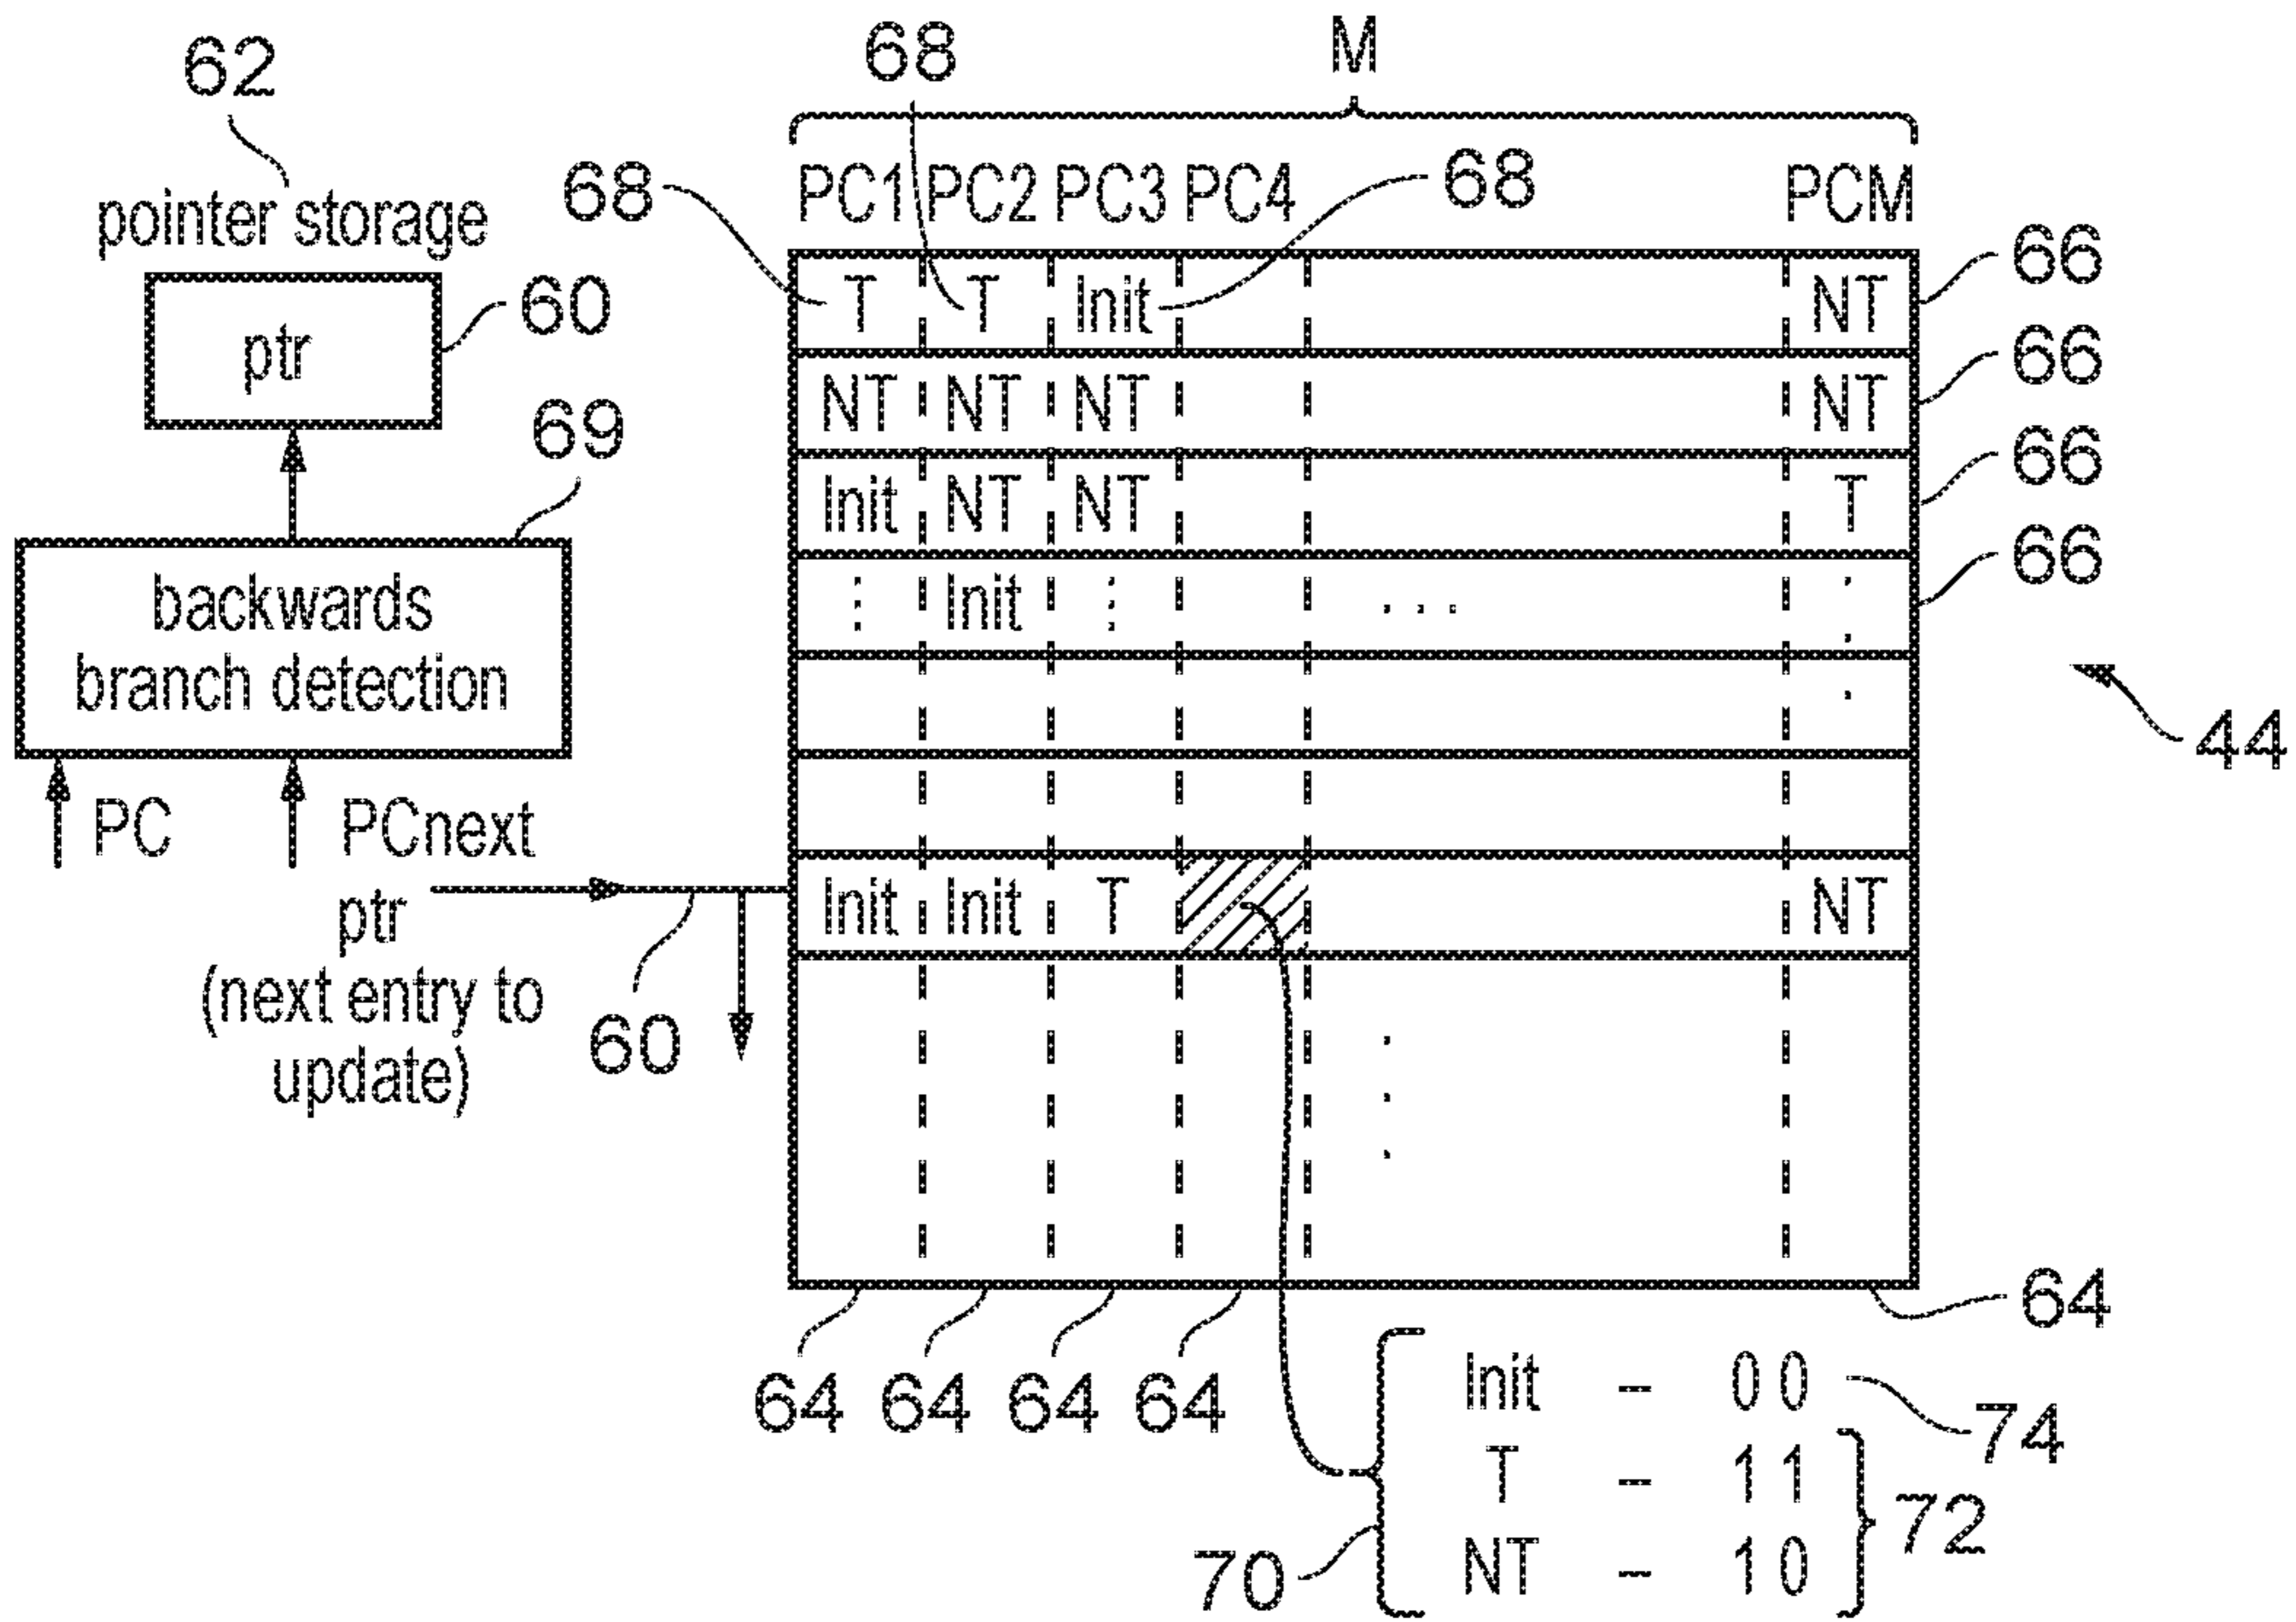 M
62
68
pointer storage
68
PC1 PC2 PC3 PC4 PCM
68
ptr
60
T T Init NT
66
NT NT NT NT
66
69
Init NT NT T
66
backwards
branch detection
⋮ Init ⋮ ... ⋮
66
44
PC
PCnext
ptr
(next entry to
update)
60
Init Init T NT
64 64 64 64
64
Init - 0 0
74
T - 1 1
72
NT - 1 0
70